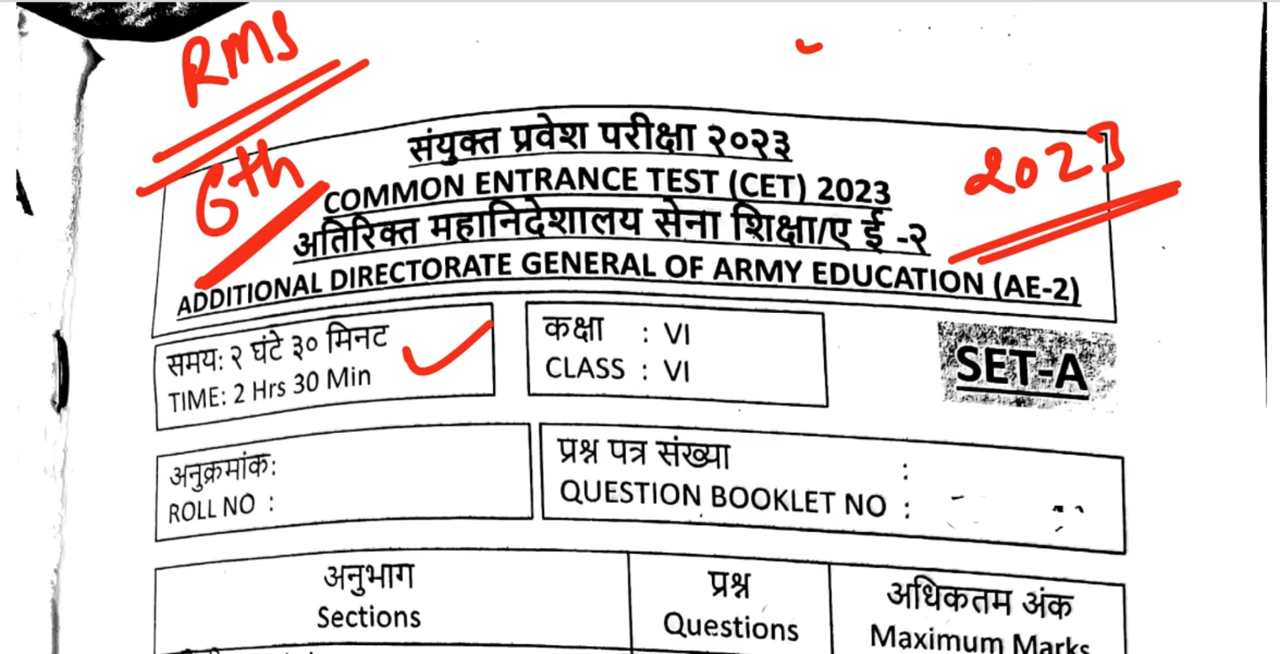 RMS
6th
2023
संयुक्त प्रवेश परीक्षा २०२३
COMMON ENTRANCE TEST (CET) 2023
अतिरिक्त महानिदेशालय सेना शिक्षा/ए ई -२
ADDITIONAL DIRECTORATE GENERAL OF ARMY EDUCATION (AE-2)
समय: २ घंटे ३० मिनट
TIME: 2 Hrs 30 Min
कक्षा : VI
CLASS : VI
SET-A
अनुक्रमांक:
ROLL NO :
प्रश्न पत्र संख्या :
QUESTION BOOKLET NO :
अनुभाग
Sections
प्रश्न
Questions
अधिकतम अंक
Maximum Marks